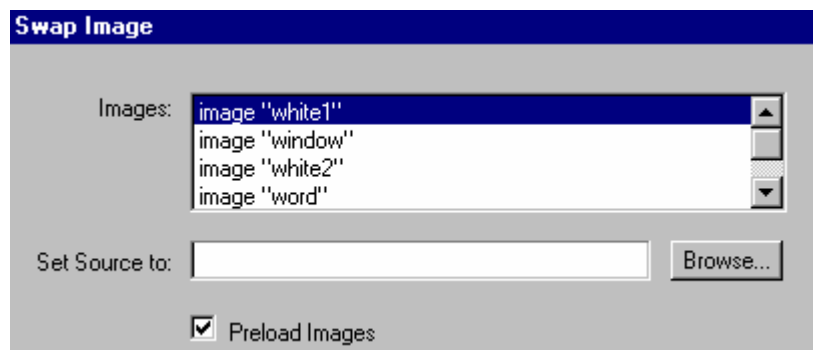 Swap Image
Images:
image "white1"
image "window"
image "white2"
image "word"
Set Source to:
Browse...
Preload Images